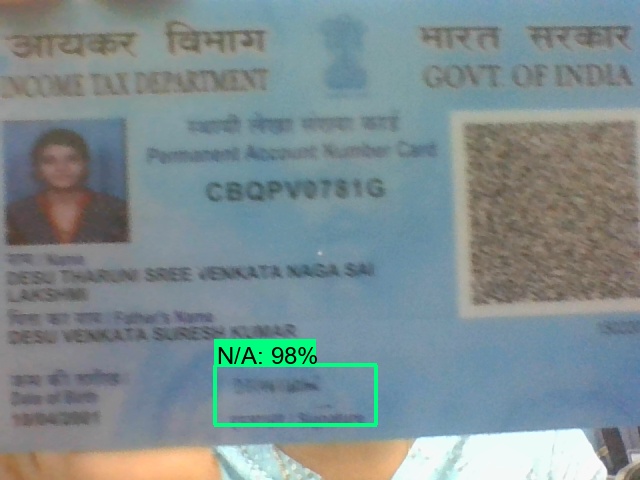 आयकर विभाग भारत सरकार
INCOME TAX DEPARTMENT GOVT OF INDIA
स्थायी लेखा संख्या कार्ड
Permanent Account Number Card
CBQPV0781G
नाम / Name
DESU THARUNI SREE VENKATA NAGA SAI
LAKSHMI
पिता का नाम / Father's Name
DESU VENKATA SURESH KUMAR
N/A: 98%
जन्म की तारीख /
Date of Birth
10/04/2001
हस्ताक्षर / Signature